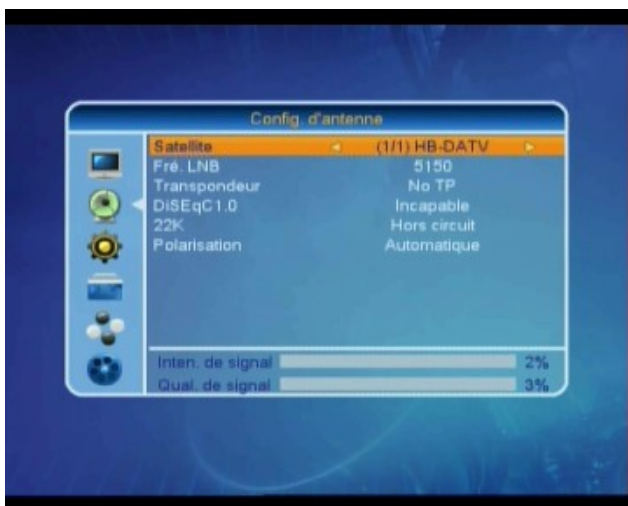 Config. d'antenne
Satellite (1/1) HB-DATV
Fré. LNB 5150
Transpondeur No TP
DiSEqC1.0 Incapable
22K Hors circuit
Polarisation Automatique
Inten. de signal 2%
Qual. de signal 3%